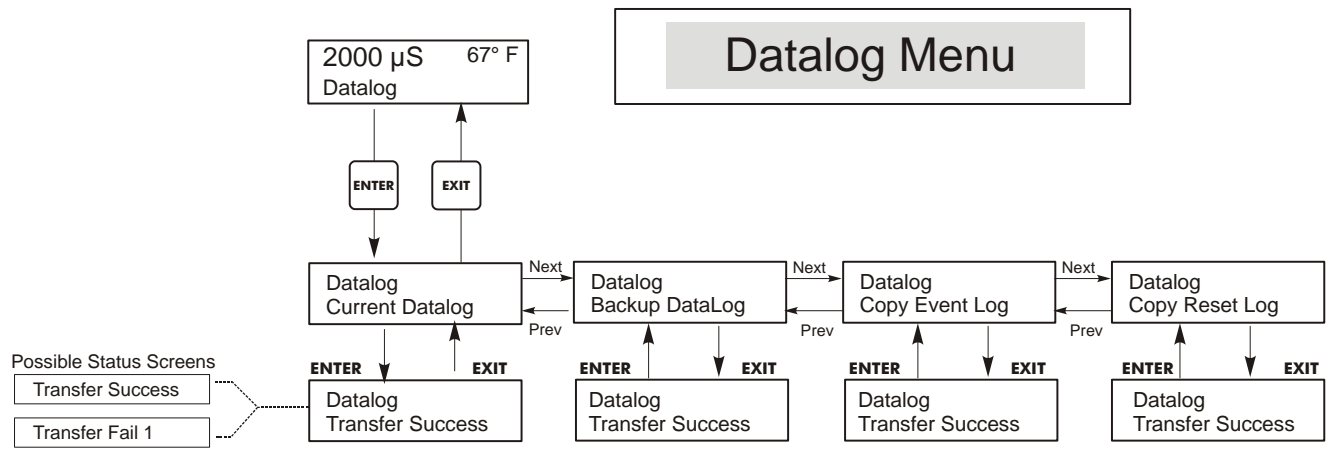 Datalog Menu
2000 µS 67° F
Datalog
ENTER
EXIT
Datalog
Current Datalog
Next
Prev
Datalog
Backup DataLog
Next
Prev
Datalog
Copy Event Log
Next
Prev
Datalog
Copy Reset Log
Possible Status Screens
Transfer Success
Transfer Fail 1
ENTER
EXIT
Datalog
Transfer Success
ENTER
EXIT
Datalog
Transfer Success
ENTER
EXIT
Datalog
Transfer Success
ENTER
EXIT
Datalog
Transfer Success